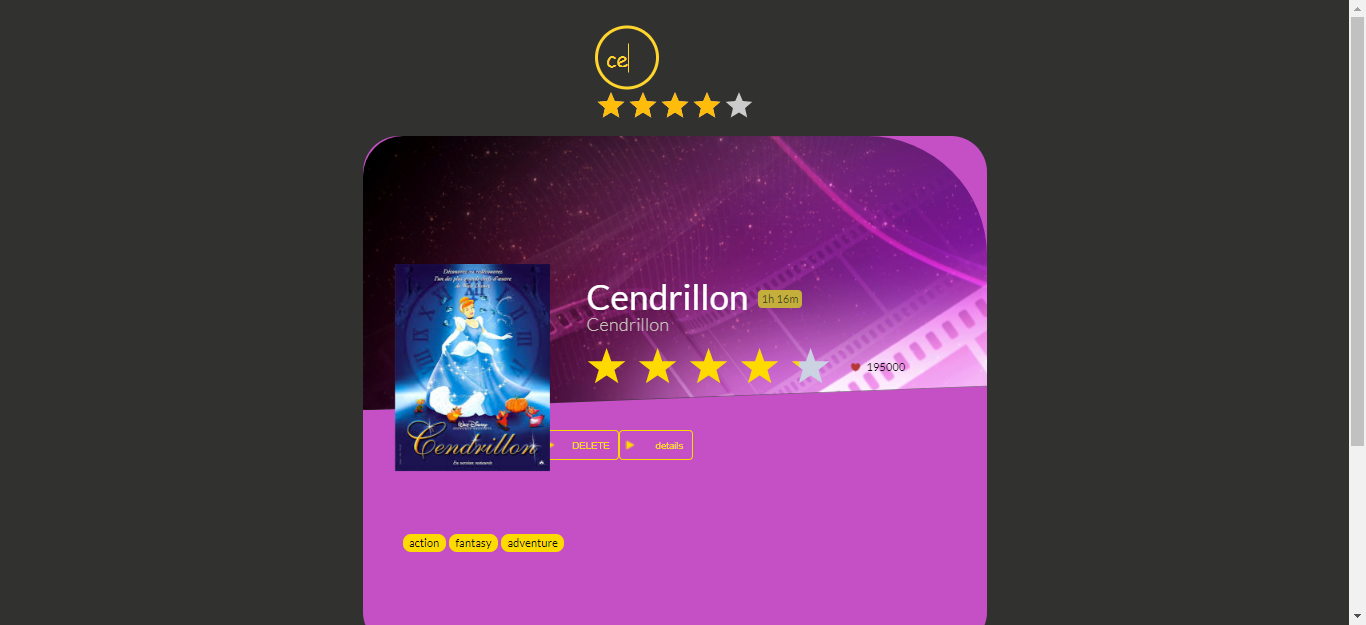 ce
Cendrillon 1h 16m
Cendrillon
195000
Découvrez ou redécouvrez
l'un des plus grands chefs-d'œuvre
de Walt Disney
Walt Disney
Cendrillon
En version restaurée
DELETE details
action fantasy adventure